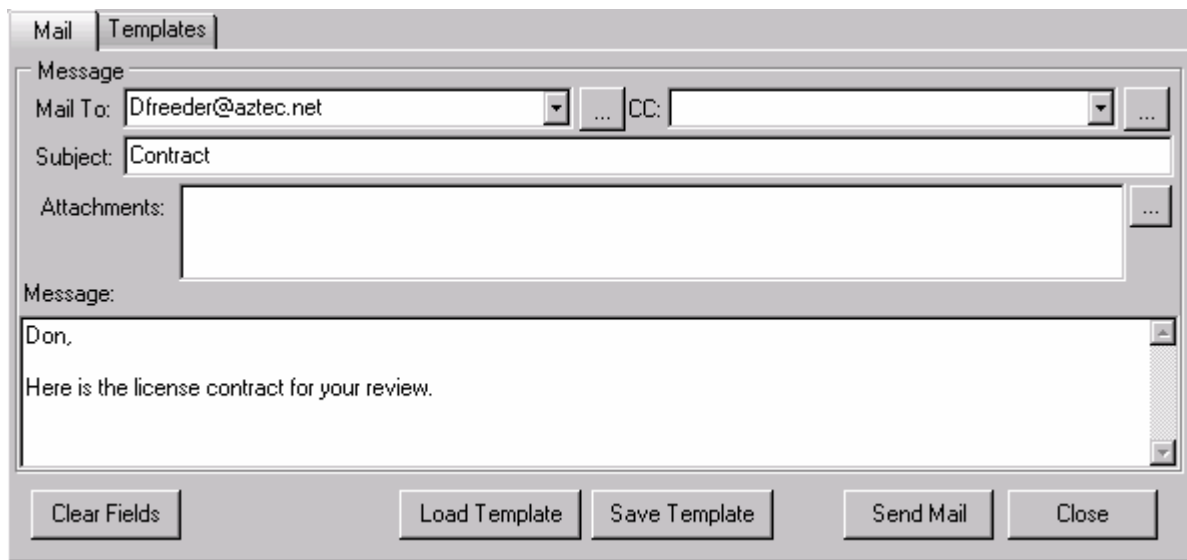 Mail Templates
Message
Mail To: Dfreeder@aztec.net ... CC: ...
Subject: Contract
Attachments: ...
Message:
Don,
Here is the license contract for your review.
Clear Fields Load Template Save Template Send Mail Close